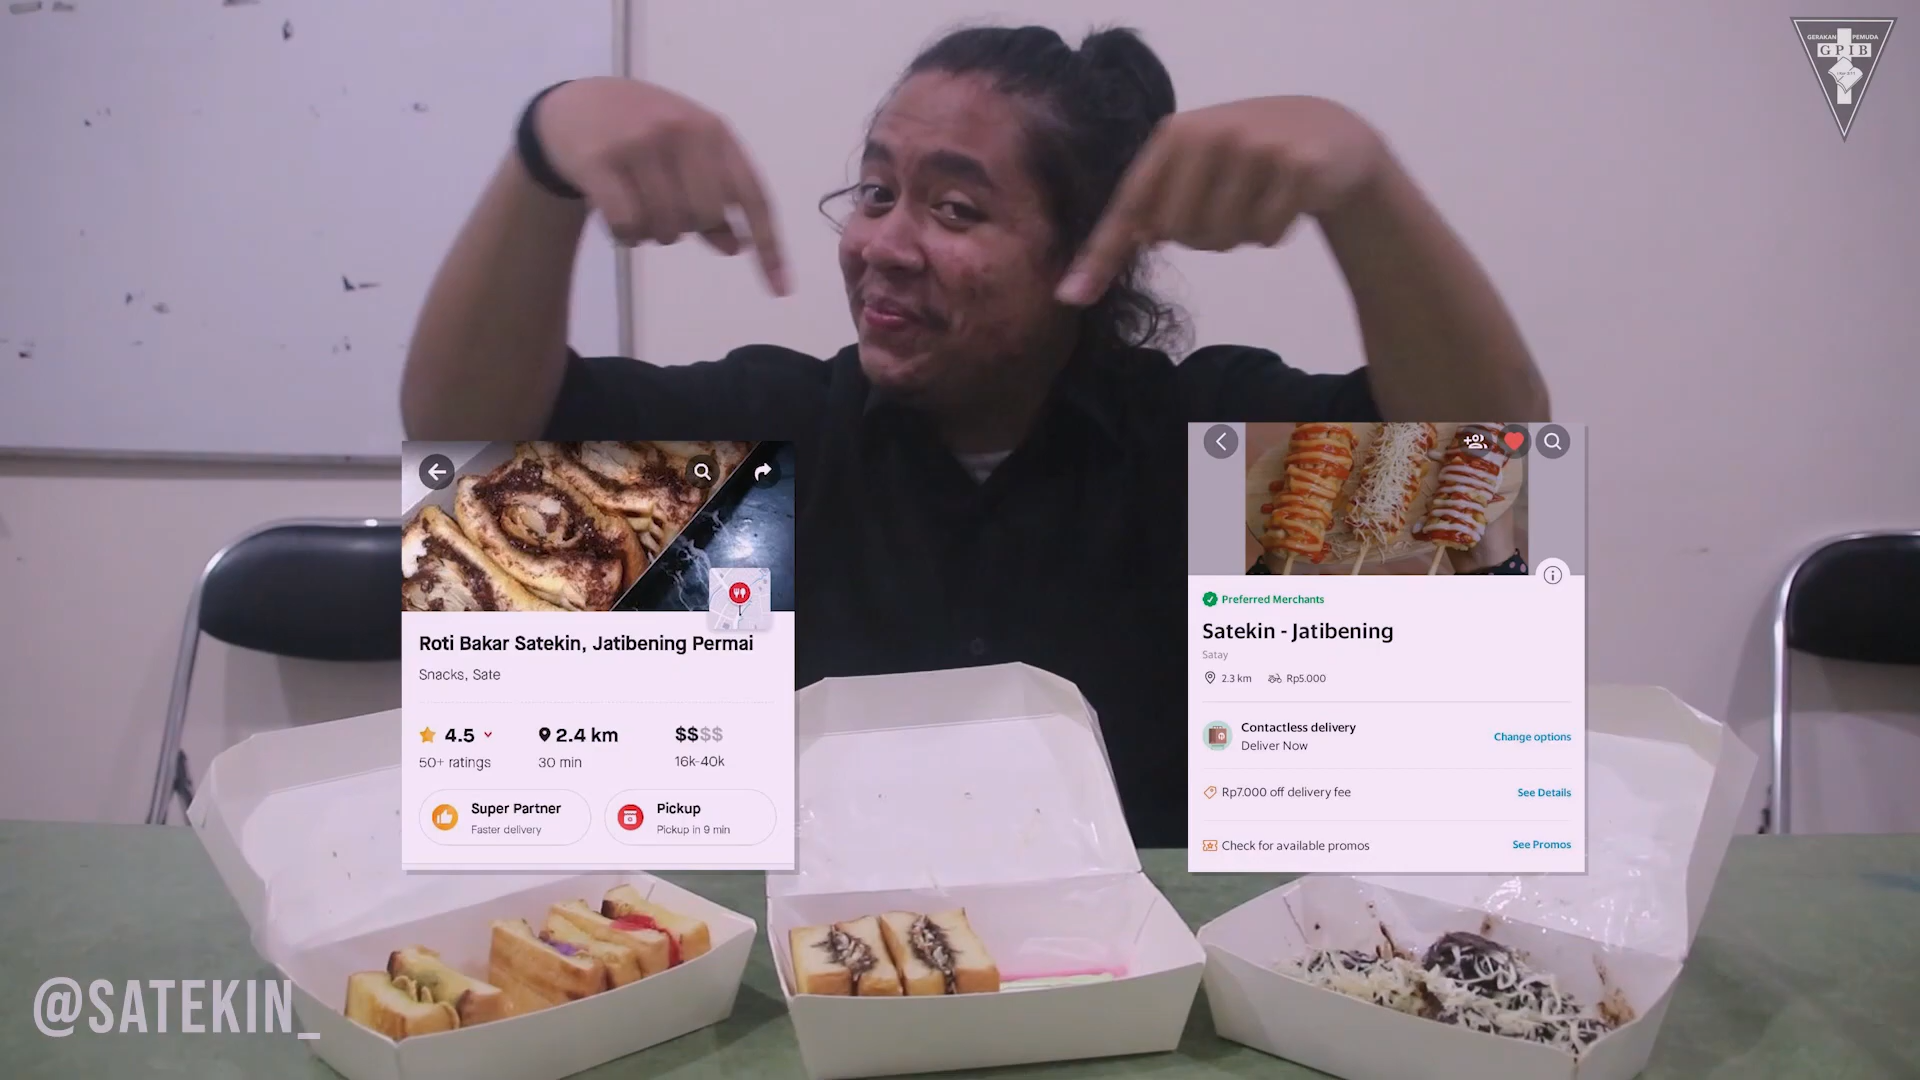 GERAKAN PEMUDA
GPIB
Roti Bakar Satekin, Jatibening Permai
Snacks, Sate
4.5
50+ ratings
2.4 km
30 min
$$$$
16k-40k
Super Partner
Faster delivery
Pickup
Pickup in 9 min
Preferred Merchants
Satekin - Jatibening
Satay
2.3 km
Rp5.000
Contactless delivery
Deliver Now
Change options
Rp7.000 off delivery fee
See Details
Check for available promos
See Promos
@SATEKIN_